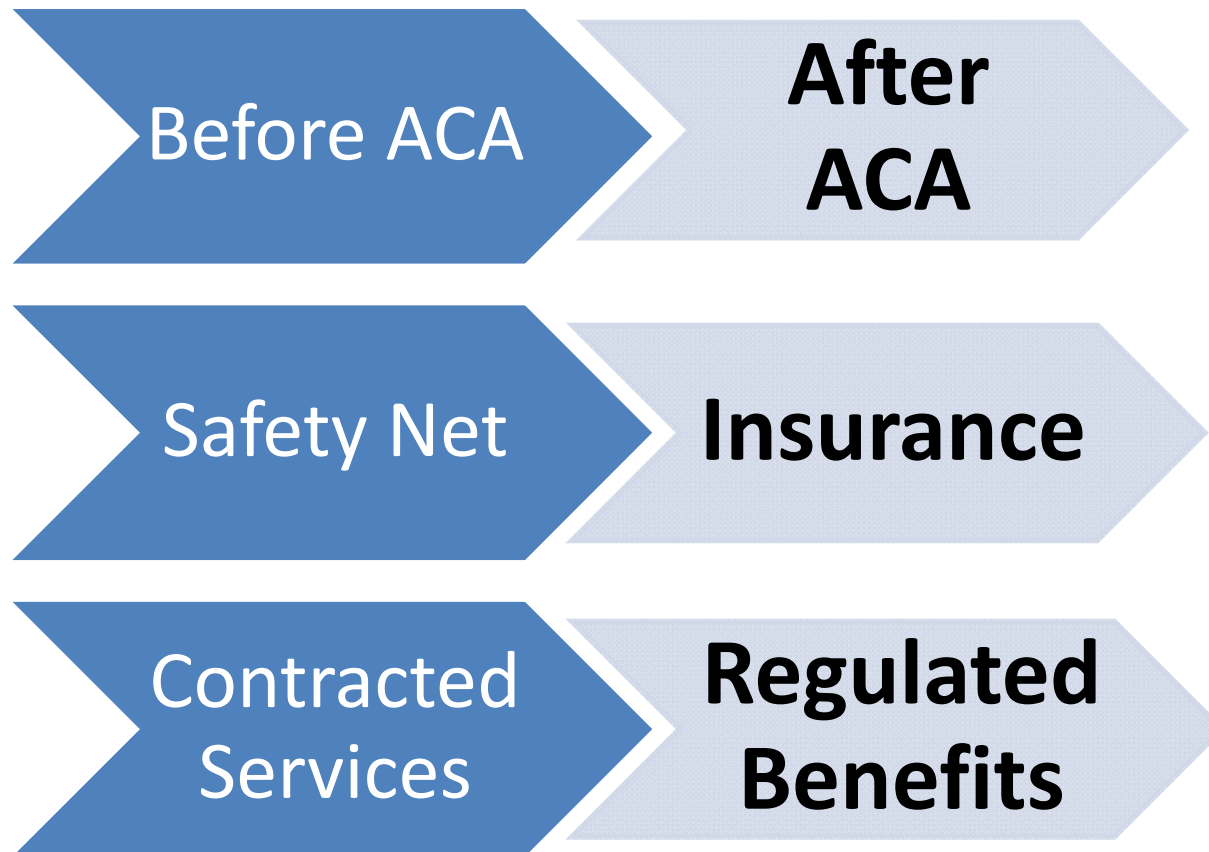 Before ACA
After
ACA
Safety Net
Insurance
Contracted
Services
Regulated
Benefits